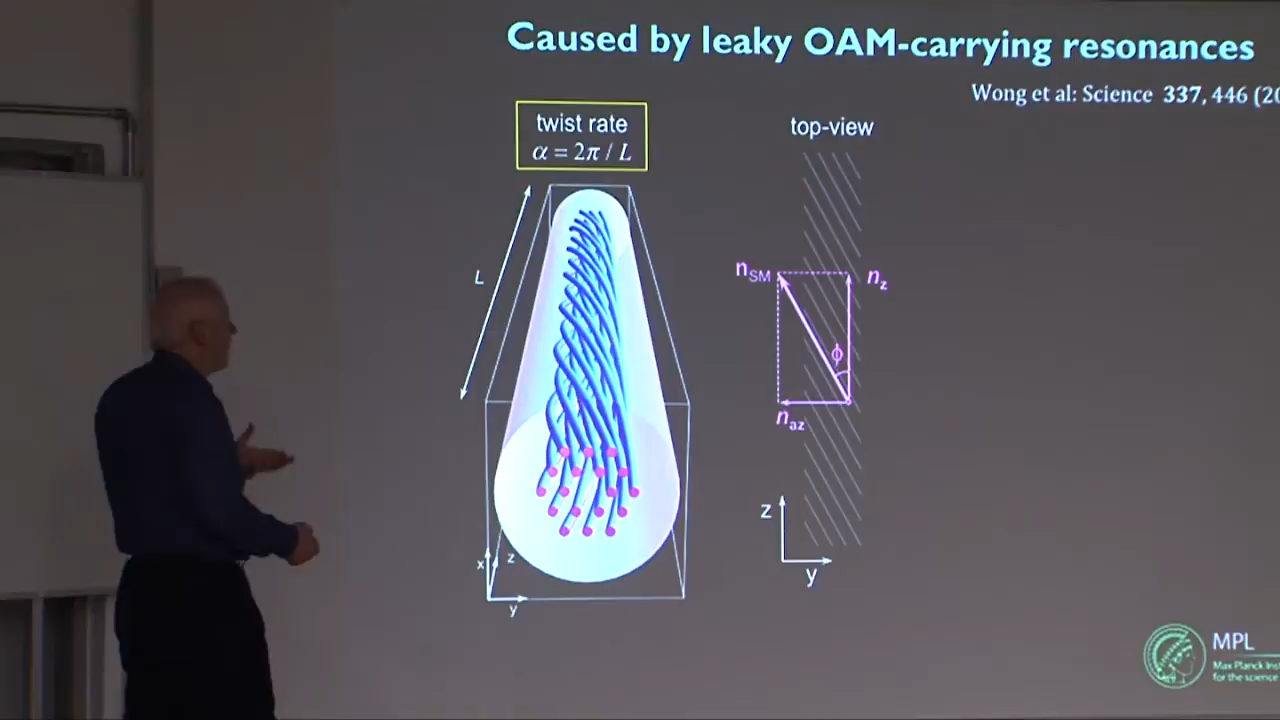 Caused by leaky OAM-carrying resonances
Wong et al: Science 337, 446 (20
twist rate
α = 2π / L
top-view
L
n_SM
n_z
ϕ
n_az
z
y
x
z
y
MPL
Max Planck Ins
for the science